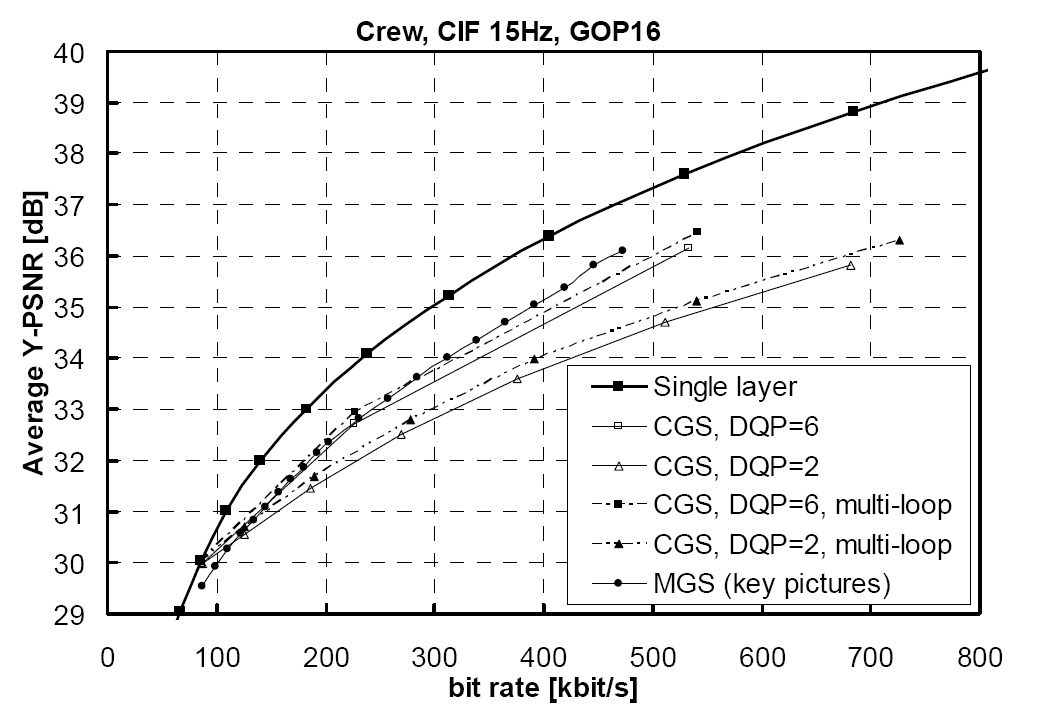 Crew, CIF 15Hz, GOP16
40
39
38
37
36
35
34
33
32
31
30
29
Average Y-PSNR [dB]
Single layer
CGS, DQP=6
CGS, DQP=2
CGS, DQP=6, multi-loop
CGS, DQP=2, multi-loop
MGS (key pictures)
0 100 200 300 400 500 600 700 800
bit rate [kbit/s]